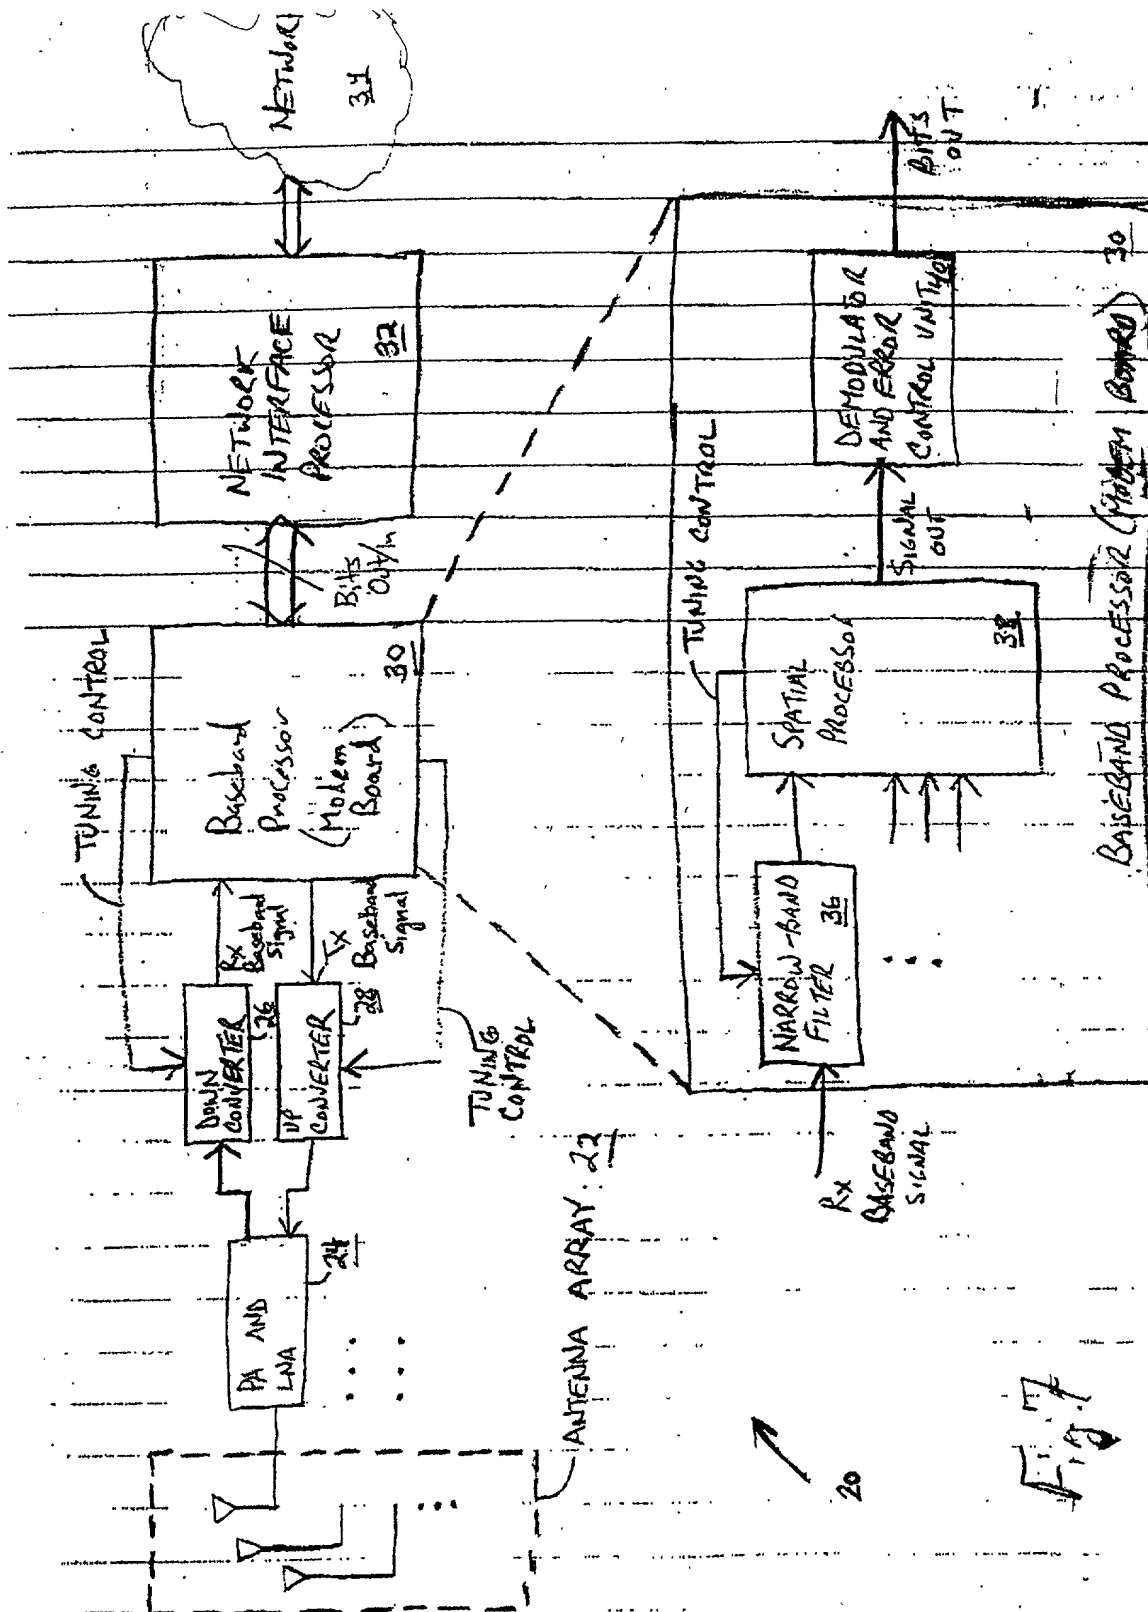 TUNING CONTROL
NETWORK
34
DOWN
CONVERTER
26
Rx
Baseband
Signal
Baseband
Processor
(Modem
Board)
30
Bits
Out/In
NETWORK
INTERFACE
PROCESSOR
32
PA AND
LNA
24
UP
CONVERTER
28
Tx
Baseband
Signal
TUNING
CONTROL
ANTENNA ARRAY 22
TUNING CONTROL
Rx
BASEBAND
SIGNAL
NARROW-BAND
FILTER 36
SPATIAL
PROCESSOR
38
SIGNAL
OUT
DEMODULATOR
AND ERROR
CONTROL UNIT 40
BITS
OUT
BASEBAND PROCESSOR (MODEM BOARD) 30
20
Fig. 7